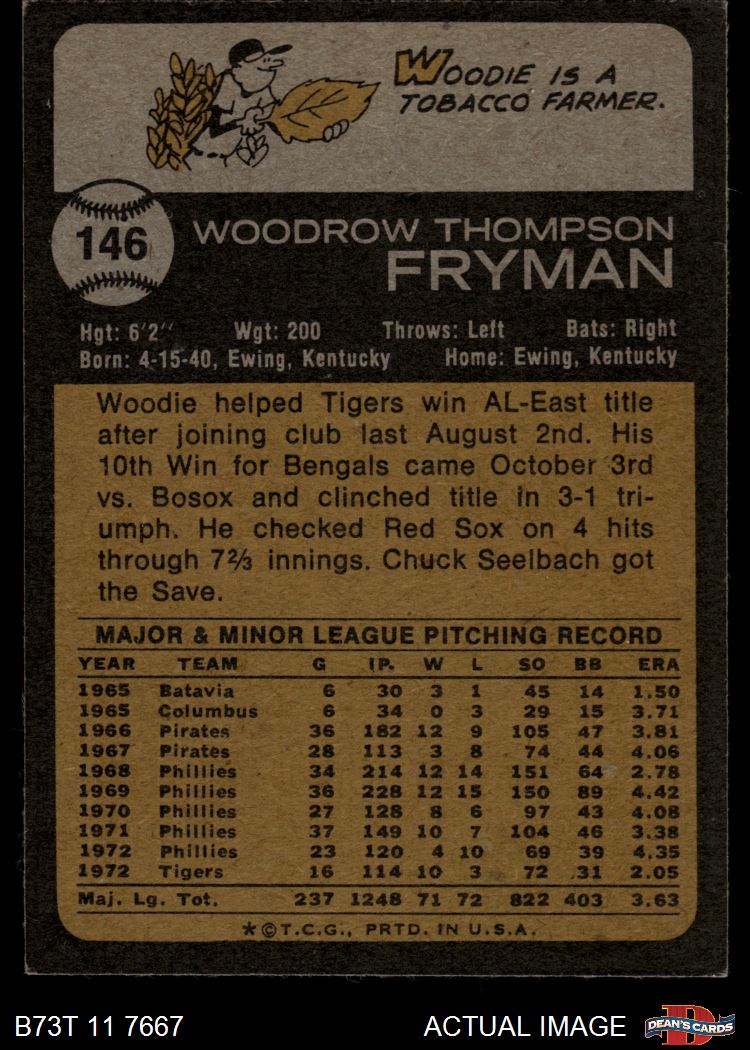 WOODIE IS A
TOBACCO FARMER.
146
WOODROW THOMPSON
FRYMAN
Hgt: 6'2" Wgt: 200 Throws: Left Bats: Right
Born: 4-15-40, Ewing, Kentucky Home: Ewing, Kentucky
Woodie helped Tigers win AL-East title
after joining club last August 2nd. His
10th Win for Bengals came October 3rd
vs. Bosox and clinched title in 3-1 tri-
umph. He checked Red Sox on 4 hits
through 7⅔ innings. Chuck Seelbach got
the Save.
MAJOR & MINOR LEAGUE PITCHING RECORD
YEAR TEAM G IP. W L SO BB ERA
1965 Batavia 6 30 3 1 45 14 1.50
1965 Columbus 6 34 0 3 29 15 3.71
1966 Pirates 36 182 12 9 105 47 3.81
1967 Pirates 28 113 3 8 74 44 4.06
1968 Phillies 34 214 12 14 151 64 2.78
1969 Phillies 36 228 12 15 150 89 4.42
1970 Phillies 27 128 8 6 97 43 4.08
1971 Phillies 37 149 10 7 104 46 3.38
1972 Phillies 23 120 4 10 69 39 4.35
1972 Tigers 16 114 10 3 72 31 2.05
Maj. Lg. Tot. 237 1248 71 72 822 403 3.63
*©T.C.G., PRTD. IN U.S.A.
B73T 11 7667 ACTUAL IMAGE DEAN'S CARDS